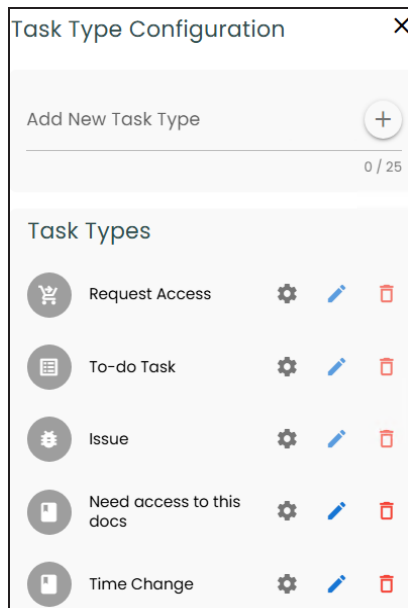 Task Type Configuration
Add New Task Type
0 / 25
Task Types
Request Access
To-do Task
Issue
Need access to this
docs
Time Change